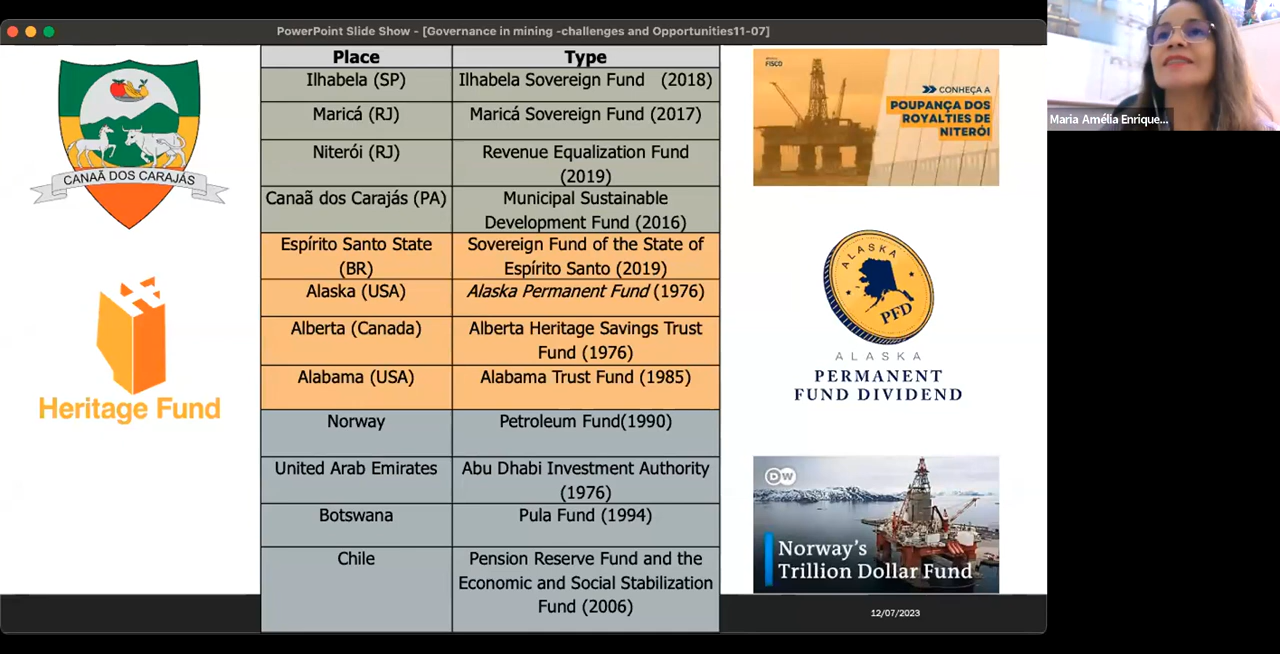 PowerPoint Slide Show - [Governance in mining -challenges and Opportunities11-07]
Place
Type
Ilhabela (SP)
Ilhabela Sovereign Fund (2018)
Maricá (RJ)
Maricá Sovereign Fund (2017)
Niterói (RJ)
Revenue Equalization Fund
(2019)
Canaã dos Carajás (PA)
Municipal Sustainable
Development Fund (2016)
Espírito Santo State
(BR)
Sovereign Fund of the State of
Espírito Santo (2019)
Alaska (USA)
Alaska Permanent Fund (1976)
Alberta (Canada)
Alberta Heritage Savings Trust
Fund (1976)
Alabama (USA)
Alabama Trust Fund (1985)
Norway
Petroleum Fund(1990)
United Arab Emirates
Abu Dhabi Investment Authority
(1976)
Botswana
Pula Fund (1994)
Chile
Pension Reserve Fund and the
Economic and Social Stabilization
Fund (2006)
CANAÃ DOS CARAJÁS
Heritage Fund
FISCO
CONHEÇA A
POUPANÇA DOS
ROYALTIES DE
NITERÓI
ALASKA
PFD
ALASKA
PERMANENT
FUND DIVIDEND
DW
Norway's
Trillion Dollar Fund
12/07/2023
Maria Amélia Enrique...